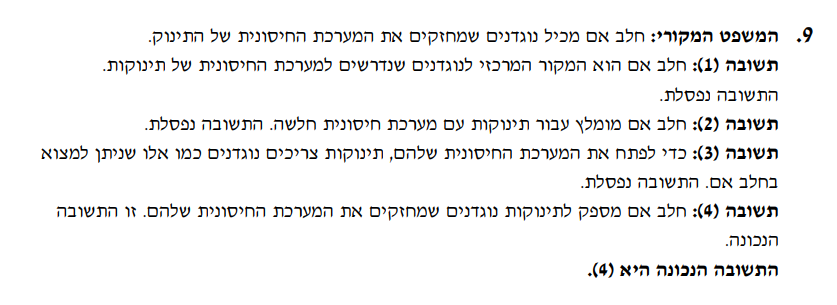 9. המשפט המקורי: חלב אם מכיל נוגדנים שמחזקים את המערכת החיסונית של התינוק.
תשובה (1): חלב אם הוא המקור המרכזי לנוגדנים שנדרשים למערכת החיסונית של תינוקות.
התשובה נפסלת.
תשובה (2): חלב אם מומלץ עבור תינוקות עם מערכת חיסונית חלשה. התשובה נפסלת.
תשובה (3): כדי לפתח את המערכת החיסונית שלהם, תינוקות צריכים נוגדנים כמו אלו שניתן למצוא
בחלב אם. התשובה נפסלת.
תשובה (4): חלב אם מספק לתינוקות נוגדנים שמחזקים את המערכת החיסונית שלהם. זו התשובה
הנכונה.
התשובה הנכונה היא (4).